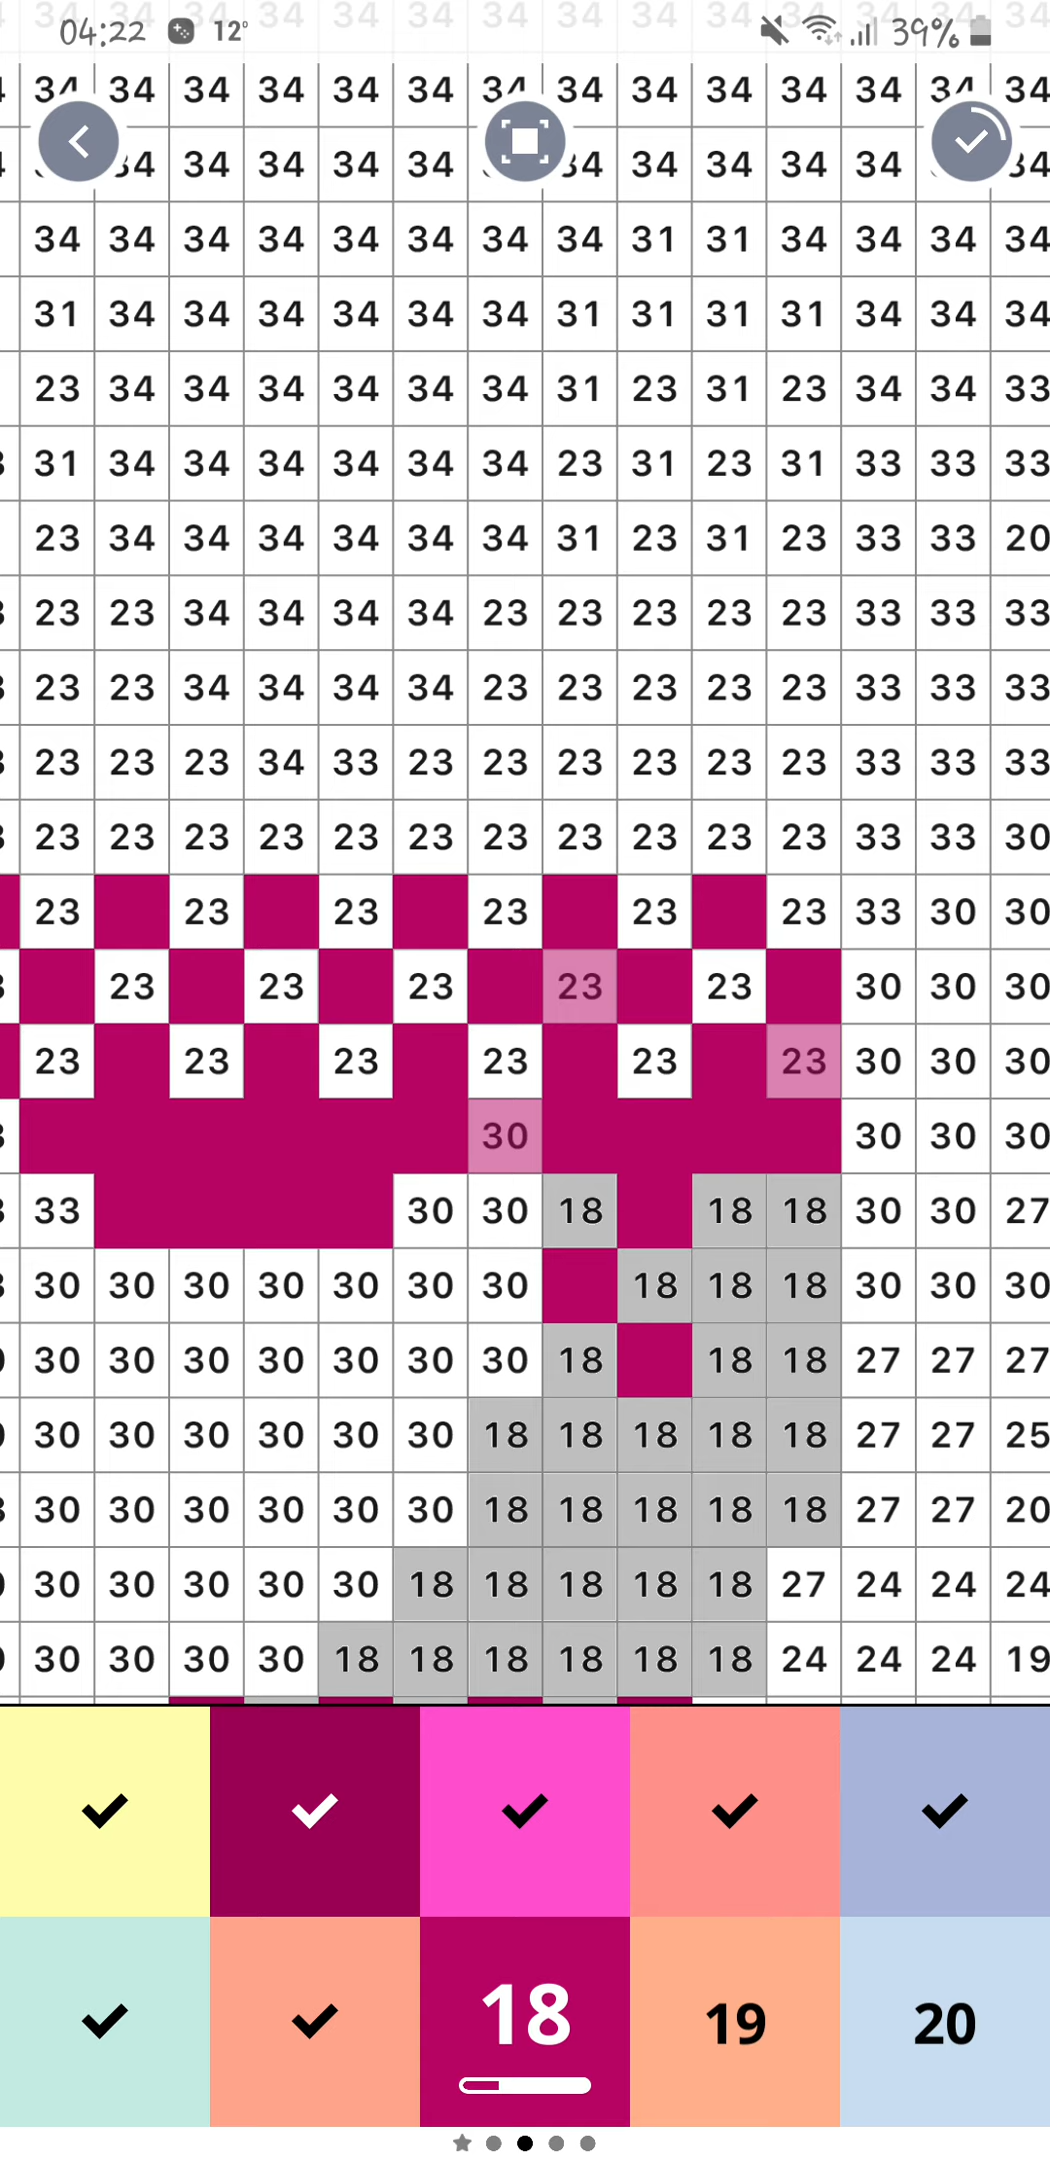 34 34 34 34 34 34 34 34 34 34 34 34 34
04:22 12° 39%
34 34 34 34 34 34 34 34 34 34 34 34 34 34
34 34 34 34 34 34 34 34 34 34 34
34 34 34 34 34 34 34 34 31 31 34 34 34 34
31 34 34 34 34 34 34 31 31 31 31 34 34 34
23 34 34 34 34 34 34 31 23 31 23 34 34 33
31 34 34 34 34 34 34 23 31 23 31 33 33 33
23 34 34 34 34 34 34 31 23 31 23 33 33 20
23 23 34 34 34 34 23 23 23 23 23 33 33 33
23 23 34 34 34 34 23 23 23 23 23 33 33 33
23 23 23 34 33 23 23 23 23 23 23 33 33 33
23 23 23 23 23 23 23 23 23 23 23 33 33 30
23 23 23 23 23 23 33 30 30
23 23 23 23 23 30 30 30
23 23 23 23 23 23 30 30 30
30 30 30 30
33 30 30 18 18 18 30 30 27
30 30 30 30 30 30 30 18 18 18 30 30 30
30 30 30 30 30 30 30 18 18 18 27 27 27
30 30 30 30 30 30 18 18 18 18 18 27 27 25
30 30 30 30 30 30 18 18 18 18 18 27 27 20
30 30 30 30 30 18 18 18 18 18 27 24 24 24
30 30 30 30 18 18 18 18 18 18 24 24 24 19
18 19 20